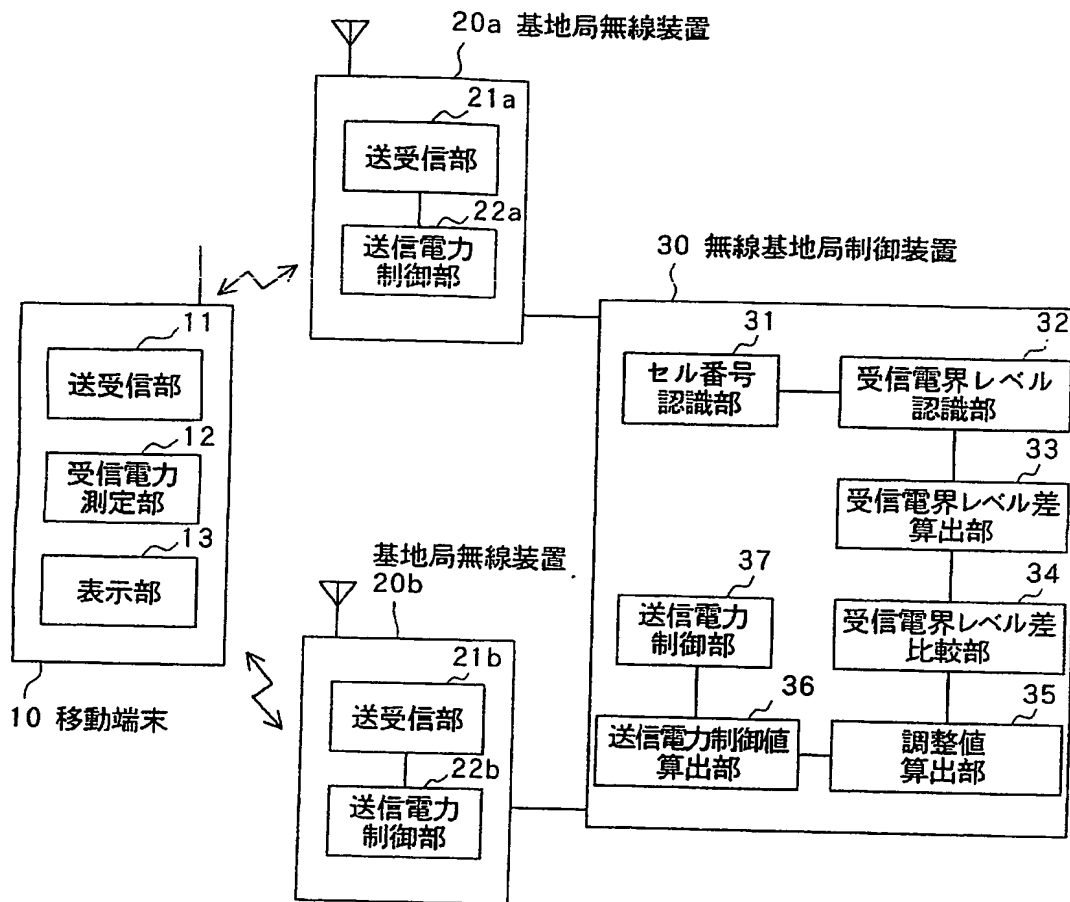 20a 基地局無線装置
21a
送受信部
22a
送信電力
制御部
11
送受信部
12
受信電力
測定部
13
表示部
10 移動端末
基地局無線装置
20b
21b
送受信部
22b
送信電力
制御部
30 無線基地局制御装置
31
セル番号
認識部
32
受信電界レベル
認識部
33
受信電界レベル差
算出部
34
受信電界レベル差
比較部
35
調整値
算出部
36
送信電力制御値
算出部
37
送信電力
制御部